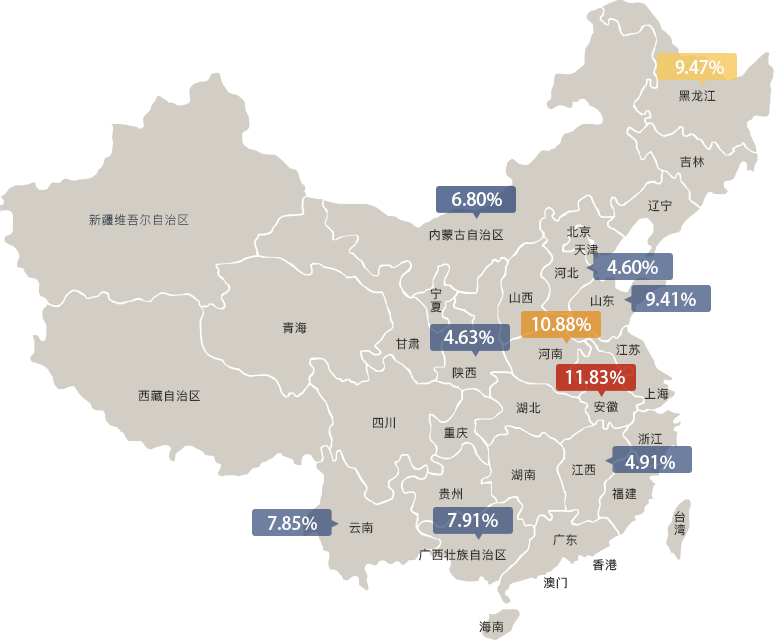 9.47%
黑龙江
吉林
6.80%
辽宁
新疆维吾尔自治区
内蒙古自治区
北京
天津
河北
4.60%
宁
夏
山西
山东
9.41%
10.88%
青海
4.63%
甘肃
河南
江苏
陕西
11.83%
西藏自治区
上海
湖北
安徽
四川
重庆
浙江
4.91%
江西
湖南
贵州
福建
7.85%
云南
7.91%
台
湾
广东
广西壮族自治区
香港
澳门
海南